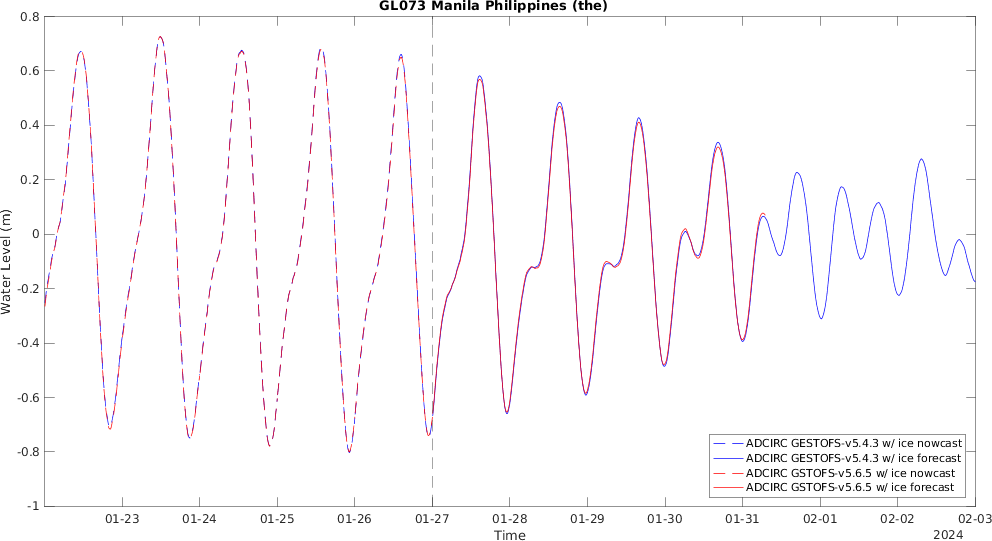 GL073 Manila Philippines (the)
0.8
0.6
0.4
0.2
0
-0.2
-0.4
-0.6
-0.8
-1
Water Level (m)
01-23 01-24 01-25 01-26 01-27 01-28 01-29 01-30 01-31 02-01 02-02 02-03
Time
2024
ADCIRC GESTOFS-v5.4.3 w/ ice nowcast
ADCIRC GESTOFS-v5.4.3 w/ ice forecast
ADCIRC GSTOFS-v5.6.5 w/ ice nowcast
ADCIRC GSTOFS-v5.6.5 w/ ice forecast